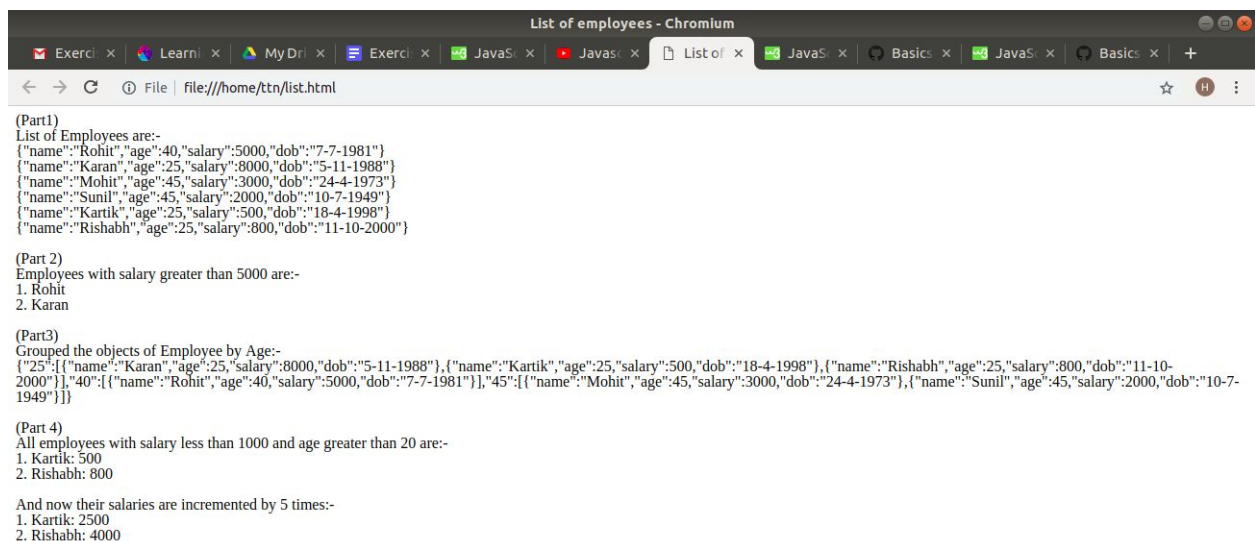 List of employees - Chromium
Exerci Learni My Dri Exerci JavaSc Javasc List of JavaSc Basics JavaSc Basics
File file:///home/ttn/list.html H
(Part1)
List of Employees are:-
{"name":"Rohit","age":40,"salary":5000,"dob":"7-7-1981"}
{"name":"Karan","age":25,"salary":8000,"dob":"5-11-1988"}
{"name":"Mohit","age":45,"salary":3000,"dob":"24-4-1973"}
{"name":"Sunil","age":45,"salary":2000,"dob":"10-7-1949"}
{"name":"Kartik","age":25,"salary":500,"dob":"18-4-1998"}
{"name":"Rishabh","age":25,"salary":800,"dob":"11-10-2000"}
(Part 2)
Employees with salary greater than 5000 are:-
1. Rohit
2. Karan
(Part3)
Grouped the objects of Employee by Age:-
{"25":[{"name":"Karan","age":25,"salary":8000,"dob":"5-11-1988"},{"name":"Kartik","age":25,"salary":500,"dob":"18-4-1998"},{"name":"Rishabh","age":25,"salary":800,"dob":"11-10-
2000"}],"40":[{"name":"Rohit","age":40,"salary":5000,"dob":"7-7-1981"}],"45":[{"name":"Mohit","age":45,"salary":3000,"dob":"24-4-1973"},{"name":"Sunil","age":45,"salary":2000,"dob":"10-7-
1949"}]}
(Part 4)
All employees with salary less than 1000 and age greater than 20 are:-
1. Kartik: 500
2. Rishabh: 800
And now their salaries are incremented by 5 times:-
1. Kartik: 2500
2. Rishabh: 4000